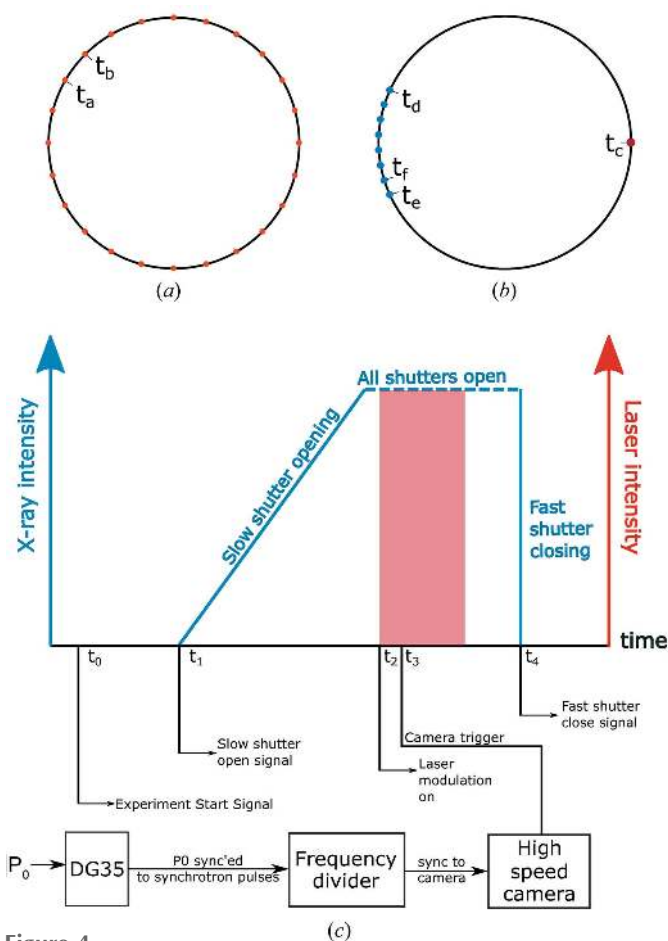 t_b
t_a
(a)
t_d
t_c
t_f
t_e
(b)
X-ray intensity
Slow shutter opening
All shutters open
Fast
shutter
closing
Laser intensity
time
t_0
t_1
t_2
t_3
t_4
Fast shutter
close signal
Camera trigger
Slow shutter
open signal
Laser
modulation
on
Experiment Start Signal
P_0
DG35
P0 sync'ed
to synchrotron pulses
Frequency
divider
sync to
camera
High
speed
camera
(c)
Figure 4